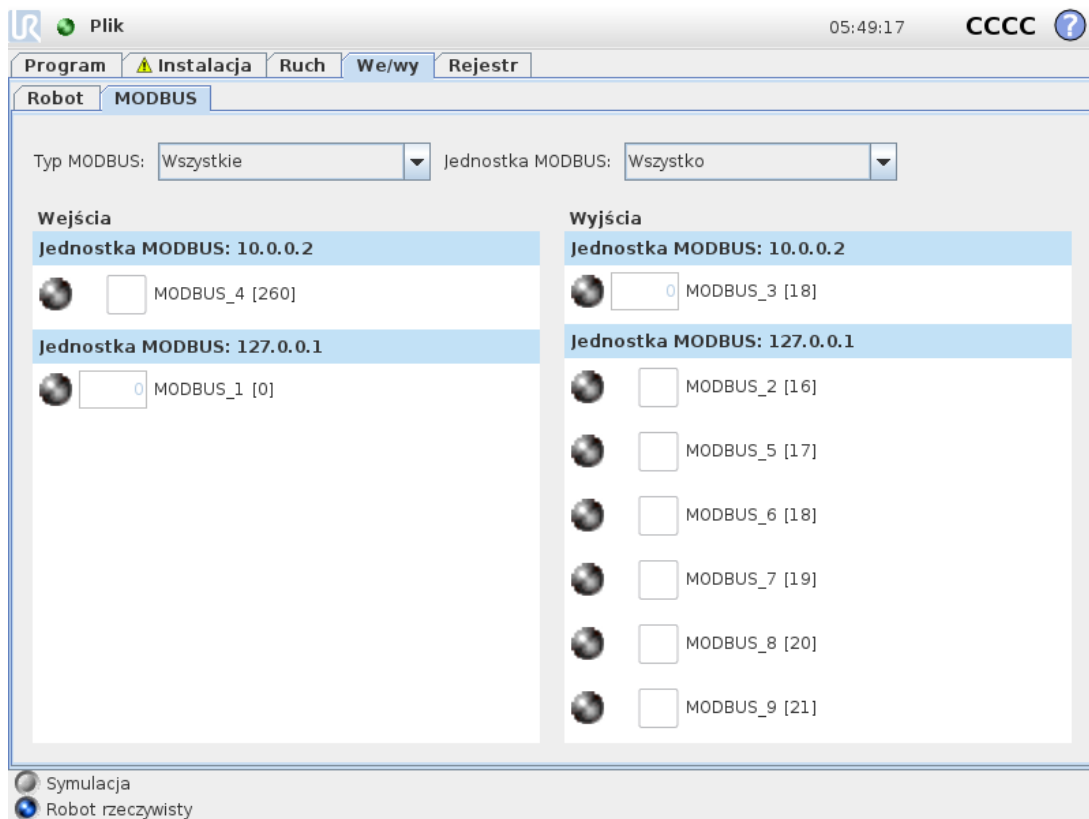 UR Plik 05:49:17 CCCC ?
Program Instalacja Ruch We/wy Rejestr
Robot MODBUS
Typ MODBUS: Wszystkie Jednostka MODBUS: Wszystko
Wejścia
Jednostka MODBUS: 10.0.0.2
MODBUS_4 [260]
Jednostka MODBUS: 127.0.0.1
0 MODBUS_1 [0]
Wyjścia
Jednostka MODBUS: 10.0.0.2
0 MODBUS_3 [18]
Jednostka MODBUS: 127.0.0.1
MODBUS_2 [16]
MODBUS_5 [17]
MODBUS_6 [18]
MODBUS_7 [19]
MODBUS_8 [20]
MODBUS_9 [21]
Symulacja
Robot rzeczywisty